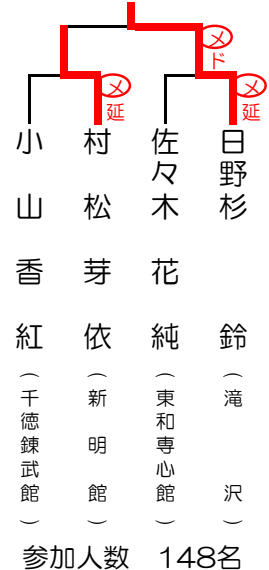 メ
ド
メ
延
メ
延
小山香紅（千徳錬武館）
村松芽依（新明館）
佐々木花純（東和専心館）
日野杉鈴（滝沢）
参加人数　148名